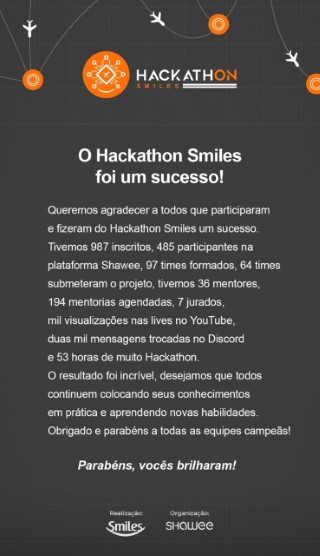 HACKATHON
SMILES
O Hackathon Smiles
foi um sucesso!
Queremos agradecer a todos que participaram
e fizeram do Hackathon Smiles um sucesso.
Tivemos 987 inscritos, 485 participantes na
plataforma Shawee, 97 times formados, 64 times
submeteram o projeto, tivemos 36 mentores,
194 mentorias agendadas, 7 jurados,
mil visualizações nas lives no YouTube,
duas mil mensagens trocadas no Discord
e 53 horas de muito Hackathon.
O resultado foi incrível, desejamos que todos
continuem colocando seus conhecimentos
em prática e aprendendo novas habilidades.
Obrigado e parabéns a todas as equipes campeãs!
Parabéns, vocês brilharam!
Realização: Organização:
Smiles SHAWEE